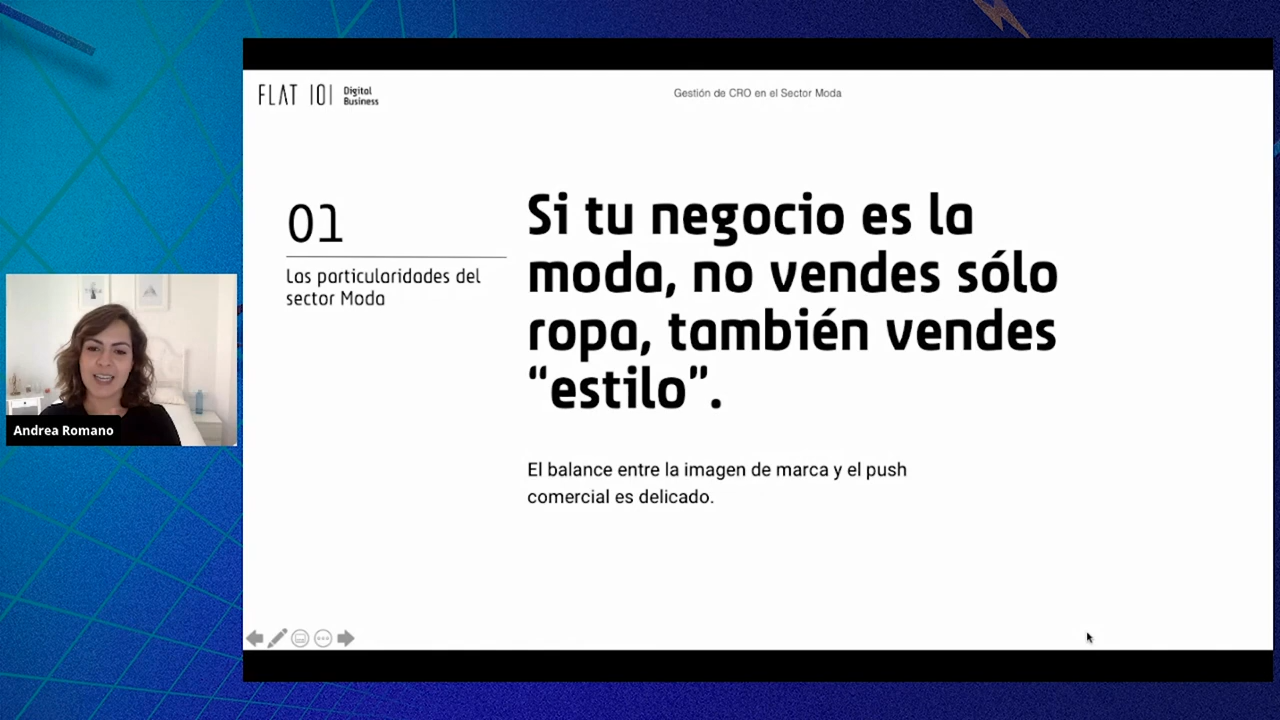 FLAT 101 Digital
Business
Gestión de CRO en el Sector Moda
01
Las particularidades del
sector Moda
Si tu negocio es la
moda, no vendes sólo
ropa, también vendes
“estilo”.
El balance entre la imagen de marca y el push
comercial es delicado.
Andrea Romano